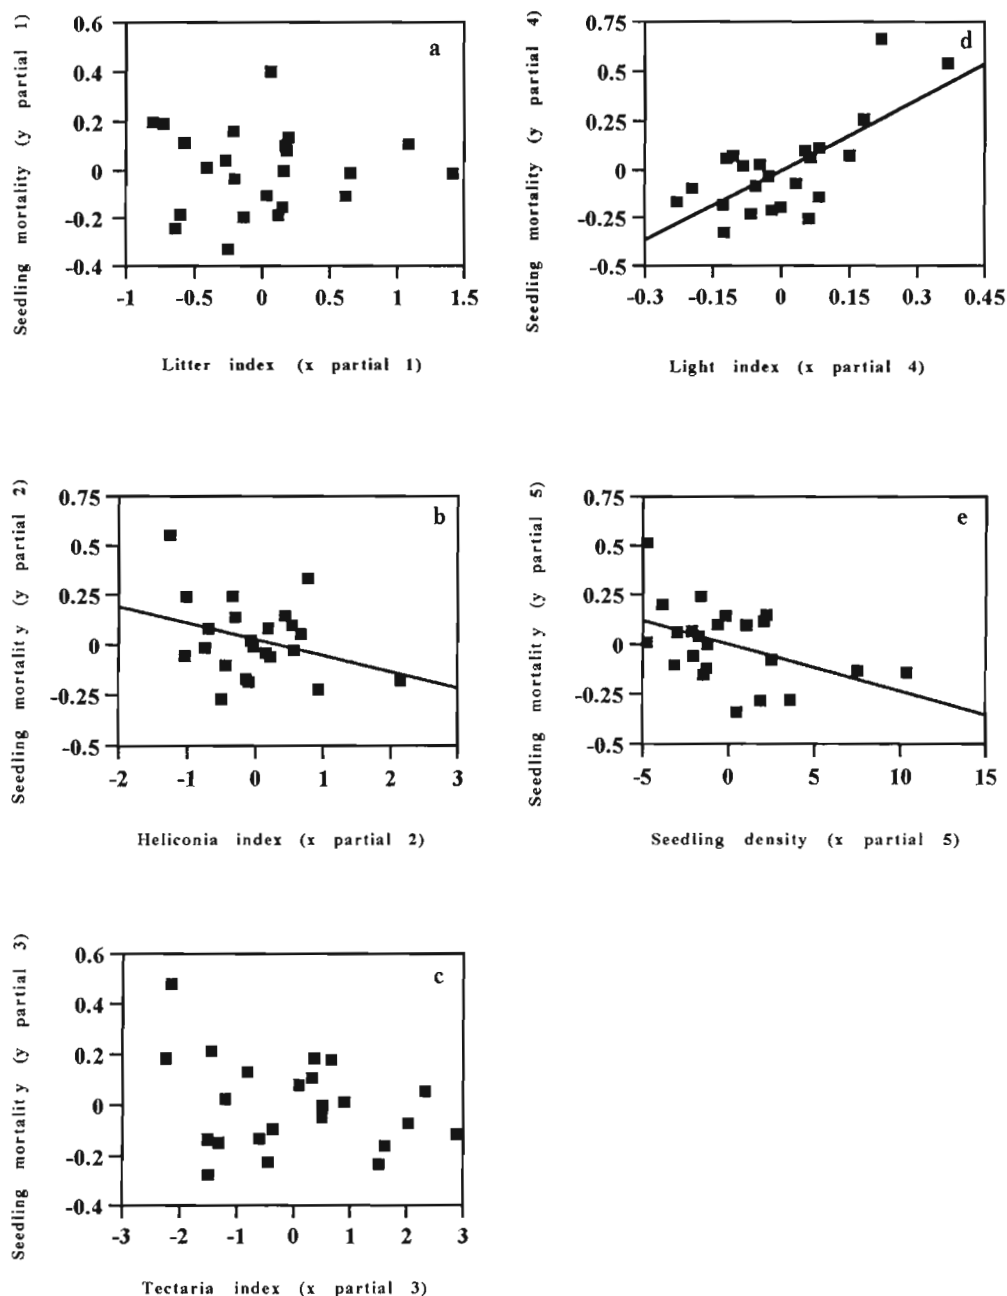 a
Seedling mortality (y partial 1)
0.6
0.4
0.2
0
-0.2
-0.4
-1 -0.5 0 0.5 1 1.5
Litter index (x partial 1)
d
Seedling mortality (y partial 4)
0.75
0.5
0.25
0
-0.25
-0.5
-0.3 -0.15 0 0.15 0.3 0.45
Light index (x partial 4)
b
Seedling mortality (y partial 2)
0.75
0.5
0.25
0
-0.25
-0.5
-2 -1 0 1 2 3
Heliconia index (x partial 2)
e
Seedling mortality (y partial 5)
0.75
0.5
0.25
0
-0.25
-0.5
-5 0 5 10 15
Seedling density (x partial 5)
c
Seedling mortality (y partial 3)
0.6
0.4
0.2
0
-0.2
-0.4
-3 -2 -1 0 1 2 3
Tectaria index (x partial 3)